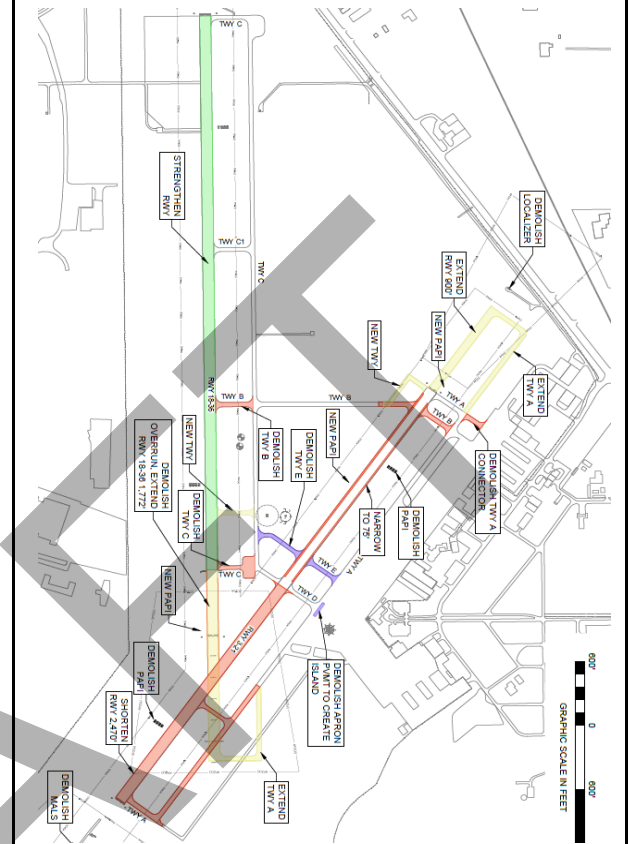 TWY C
STRENGTHEN
RWY
TWY C1
TWY C
DEMOLISH
LOCALIZER
EXTEND
RWY 900'
NEW PAPI
NEW TWY
EXTEND
TWY A
TWY A
TWY B
DEMOLISH TWY A
CONNECTOR
RWY 18-36
TWY B
TWY B
DEMOLISH
TWY B
NEW PAPI
NARROW
TO 75'
DEMOLISH
PAPI
DEMOLISH
TWY E
NEW TWY
DEMOLISH
TWY C
DEMOLISH
OVERRUN, EXTEND
RWY 18-36 1,772'
TWY C
TWY E
TWY A
TWY D
RWY 3-21
NEW PAPI
DEMOLISH APRON
PVMT TO CREATE
ISLAND
DEMOLISH
PAPI
SHORTEN
RWY 2,470'
TWY A
EXTEND
TWY A
DEMOLISH
MALS
600'
0
600'
GRAPHIC SCALE IN FEET